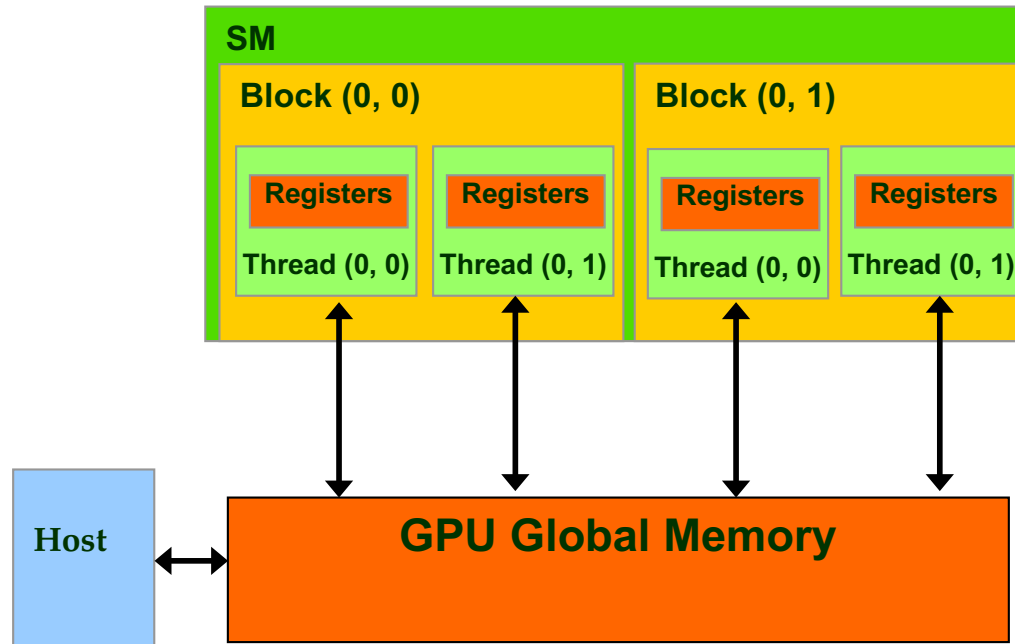 SM
Block (0, 0)
Block (0, 1)
Registers
Registers
Registers
Registers
Thread (0, 0)
Thread (0, 1)
Thread (0, 0)
Thread (0, 1)
Host
GPU Global Memory